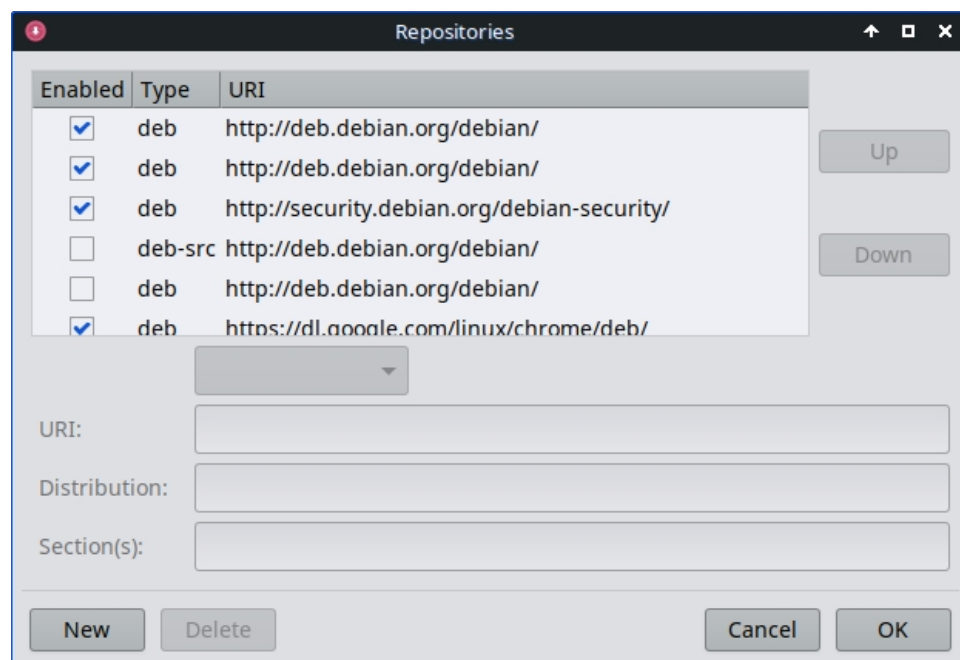 Repositories
Enabled Type URI
deb http://deb.debian.org/debian/
deb http://deb.debian.org/debian/
Up
deb http://security.debian.org/debian-security/
deb-src http://deb.debian.org/debian/
Down
deb http://deb.debian.org/debian/
deb https://dl.google.com/linux/chrome/deb/
URI:
Distribution:
Section(s):
New Delete Cancel OK